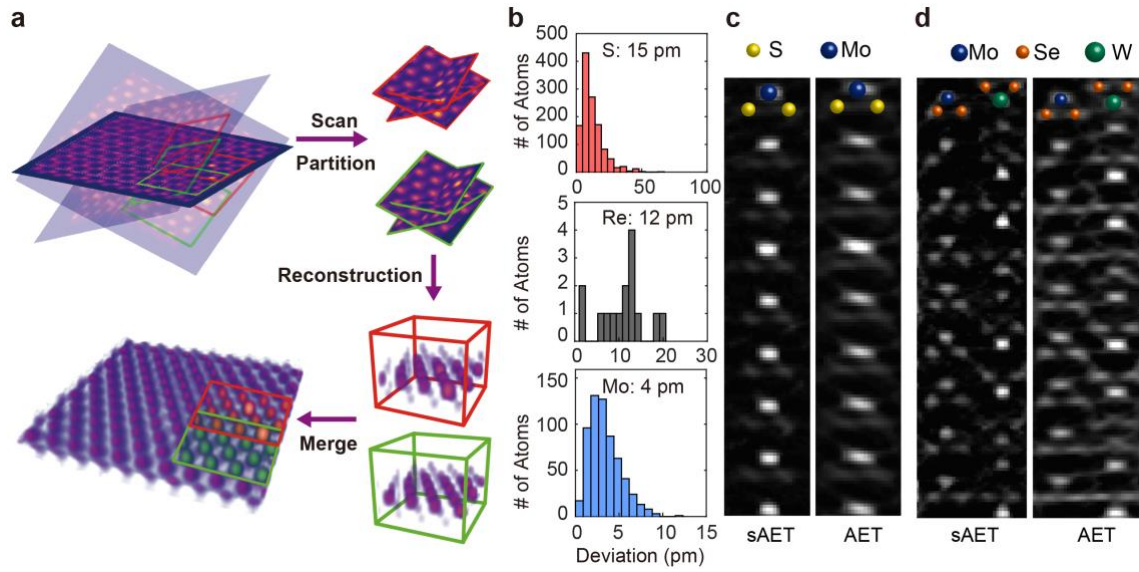 a
Scan
Partition
Reconstruction
Merge
b
500
400
300
200
100
0
S: 15 pm
0 50 100
# of Atoms
5
4
3
2
1
0
Re: 12 pm
0 10 20 30
# of Atoms
150
100
50
0
Mo: 4 pm
0 5 10 15
# of Atoms
Deviation (pm)
c
S Mo
sAET AET
d
Mo Se W
sAET AET